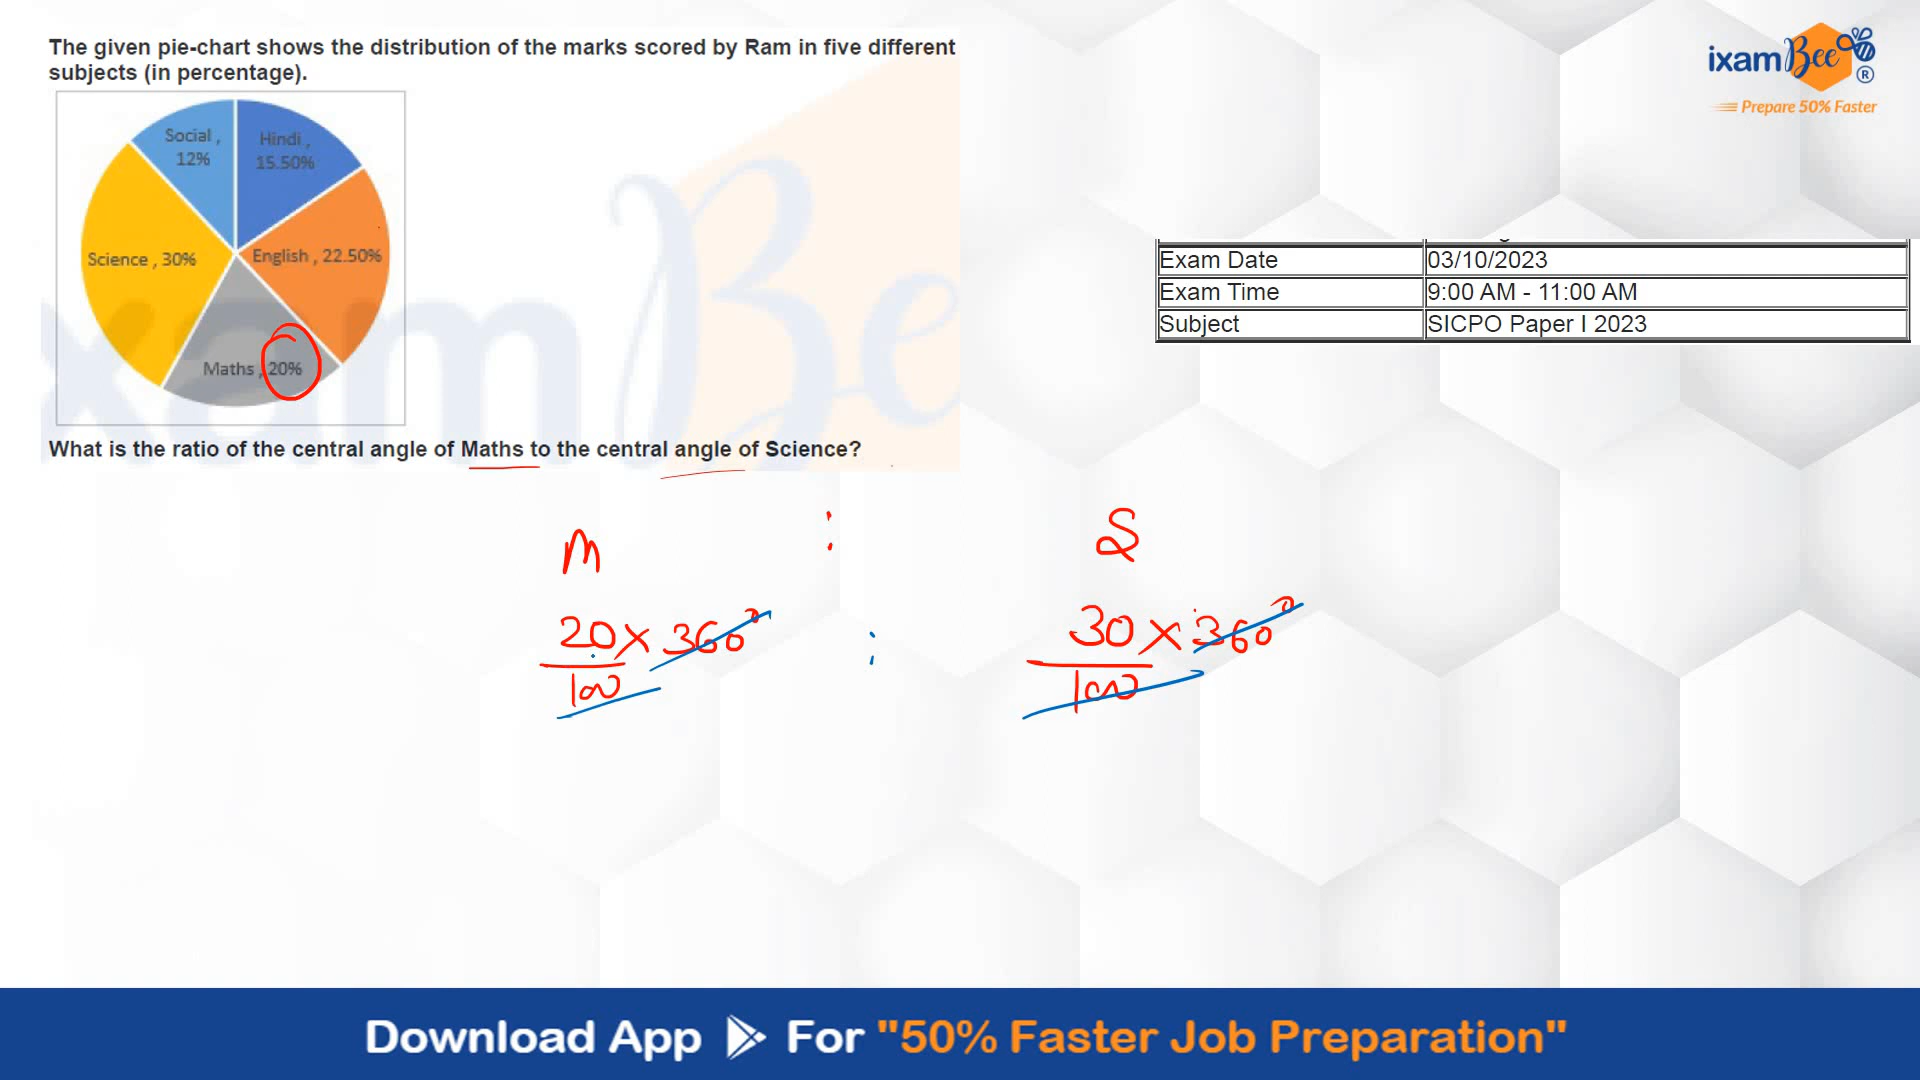 The given pie-chart shows the distribution of the marks scored by Ram in five different
subjects (in percentage).
Social ,
12%
Hindi ,
15.50%
Science , 30%
English , 22.50%
Maths , 20%
What is the ratio of the central angle of Maths to the central angle of Science?
ixamBee ®
Prepare 50% Faster
Exam Date 03/10/2023
Exam Time 9:00 AM - 11:00 AM
Subject SICPO Paper I 2023
M : S
20 × 360° : 30 × 360°
100 100
Download App For "50% Faster Job Preparation"